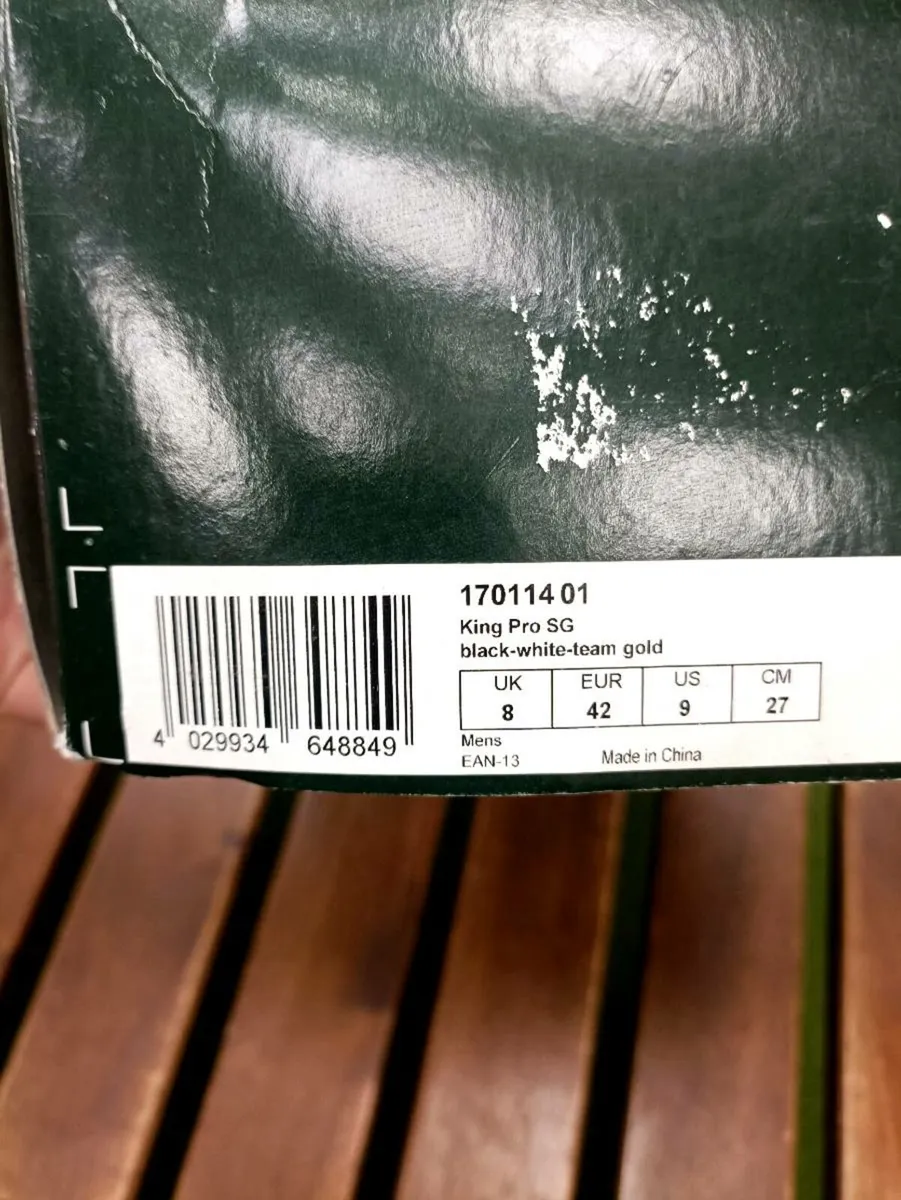 170114 01
King Pro SG
black-white-team gold
UK EUR US CM
8 42 9 27
Mens
EAN-13 Made in China
4 029934 648849